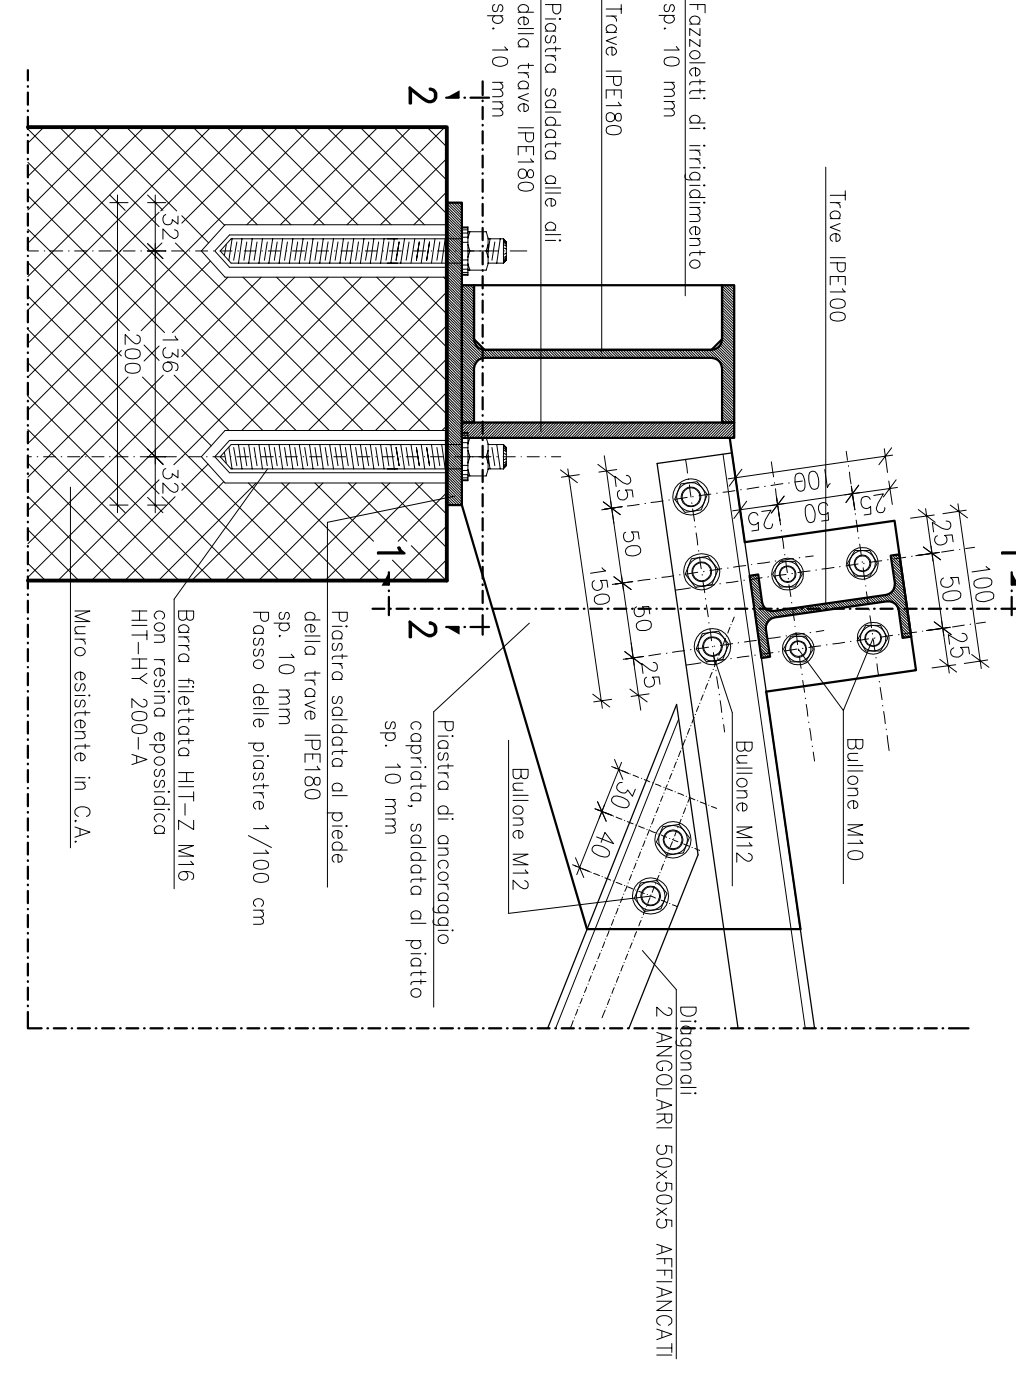 Fazzoletti di irrigidimento
sp. 10 mm
Trave IPE180
Piastra saldata alle ali
della trave IPE180
sp. 10 mm
Trave IPE100
2
2
1
1
32
136
32
200
25
50
50
25
150
25
50
25
100
25
50
25
100
30
40
Bullone M10
Bullone M12
Bullone M12
Piastra di ancoraggio
capriata, saldata al piatto
sp. 10 mm
Piastra saldata al piede
della trave IPE180
sp. 10 mm
Passo delle piastre 1/100 cm
Barra filettata HIT-Z M16
con resina epossidica
HIT-HY 200-A
Muro esistente in C.A.
Diagonali
2 ANGOLARI 50x50x5 AFFIANCATI